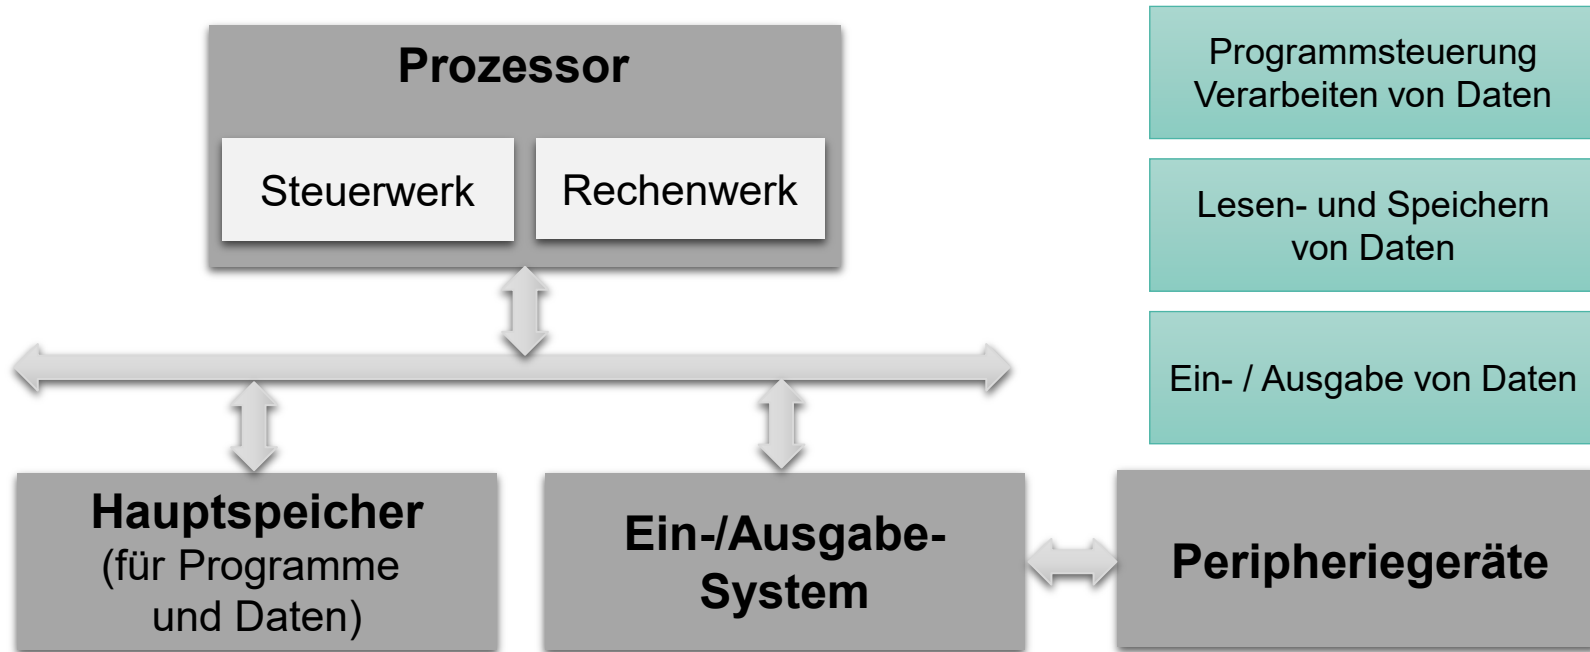 Prozessor
Steuerwerk
Rechenwerk
Programmsteuerung
Verarbeiten von Daten
Lesen- und Speichern
von Daten
Ein- / Ausgabe von Daten
Hauptspeicher
(für Programme
und Daten)
Ein-/Ausgabe-
System
Peripheriegeräte